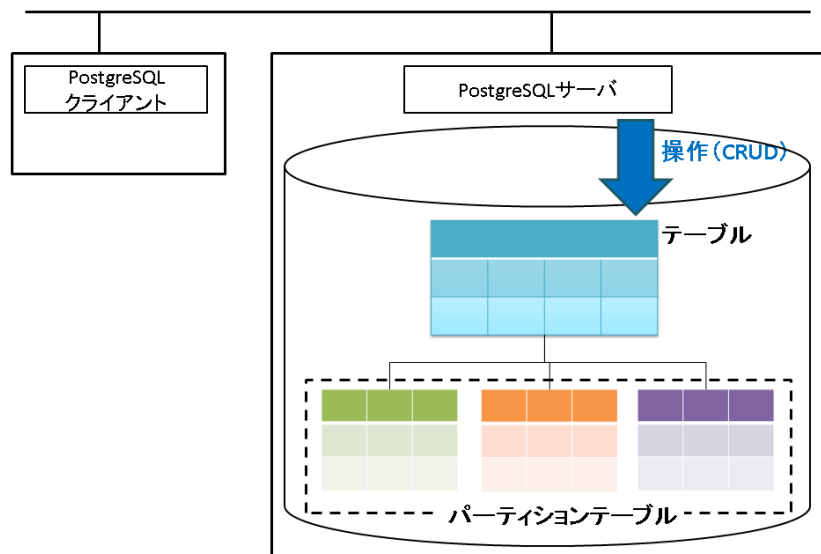 PostgreSQL
クライアント
PostgreSQLサーバ
操作（CRUD）
テーブル
パーティションテーブル